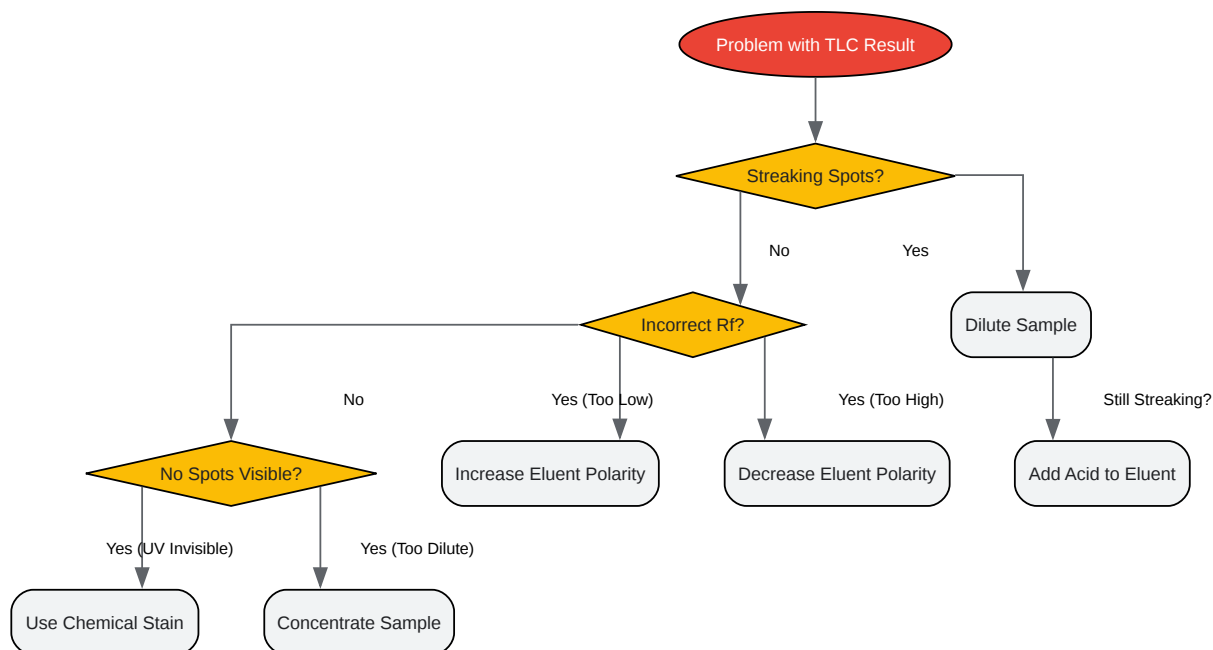 Problem with TLC Result
Streaking Spots?
No
Yes
Incorrect Rf?
Dilute Sample
No
Yes (Too Low)
Yes (Too High)
Still Streaking?
No Spots Visible?
Increase Eluent Polarity
Decrease Eluent Polarity
Add Acid to Eluent
Yes (UV Invisible)
Yes (Too Dilute)
Use Chemical Stain
Concentrate Sample